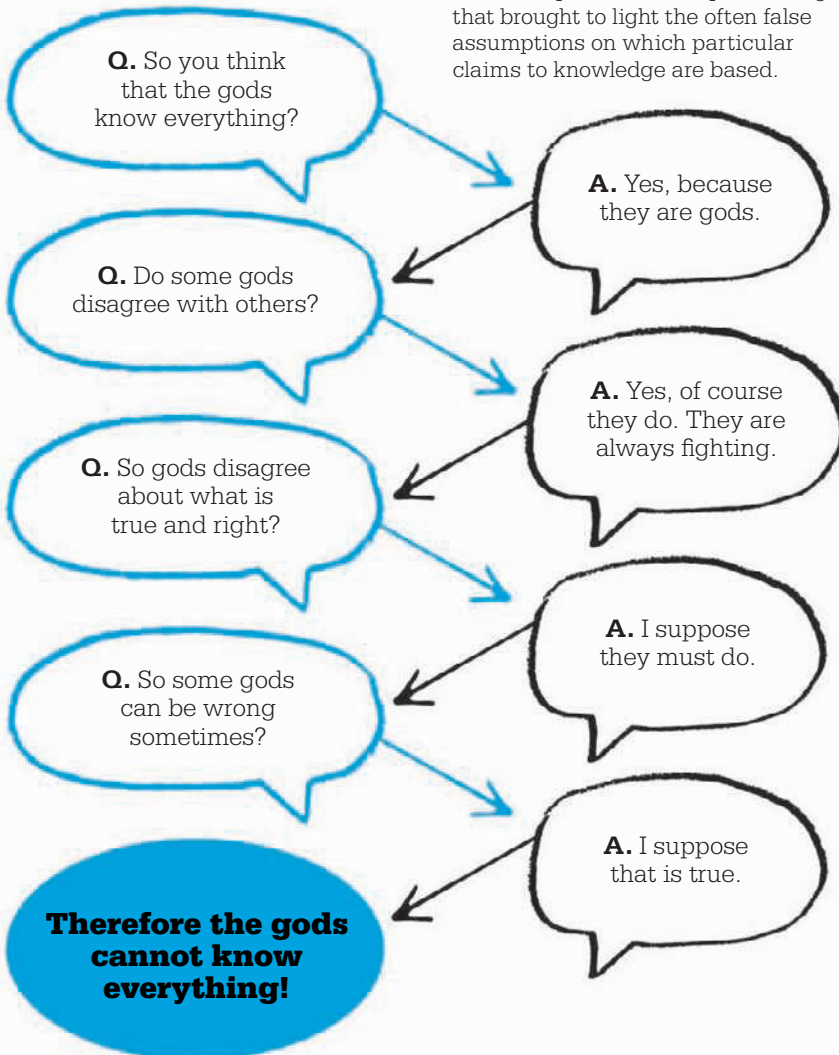 that brought to light the often false
assumptions on which particular
claims to knowledge are based.
Q. So you think
that the gods
know everything?
A. Yes, because
they are gods.
Q. Do some gods
disagree with others?
A. Yes, of course
they do. They are
always fighting.
Q. So gods disagree
about what is
true and right?
A. I suppose
they must do.
Q. So some gods
can be wrong
sometimes?
A. I suppose
that is true.
Therefore the gods
cannot know
everything!